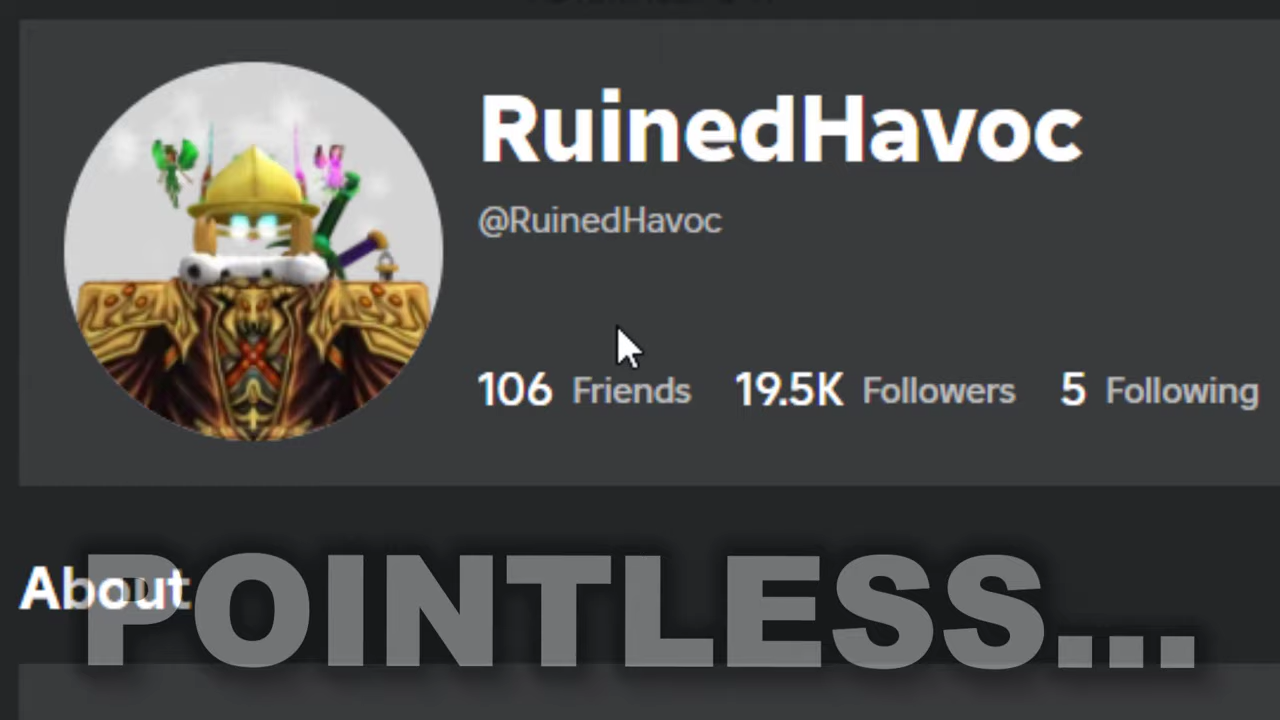 RuinedHavoc
@RuinedHavoc
106 Friends 19.5K Followers 5 Following
About
POINTLESS...